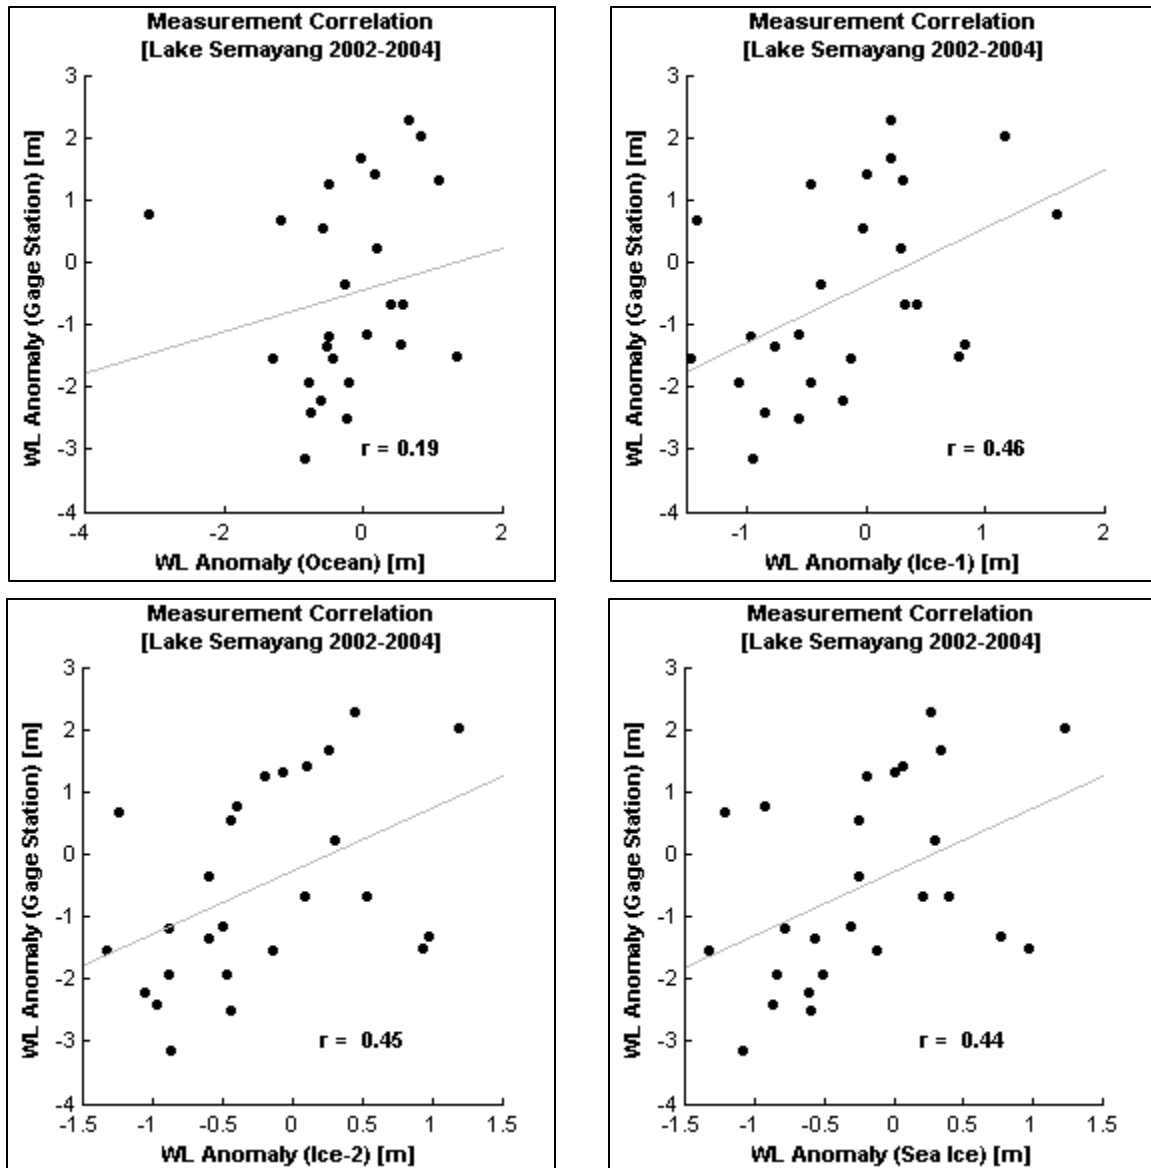 Measurement Correlation
[Lake Semayang 2002-2004]
WL Anomaly (Gage Station) [m]
3
2
1
0
-1
-2
-3
-4
r = 0.19
-4
-2
0
2
WL Anomaly (Ocean) [m]
Measurement Correlation
[Lake Semayang 2002-2004]
WL Anomaly (Gage Station) [m]
3
2
1
0
-1
-2
-3
-4
r = 0.46
-1
0
1
2
WL Anomaly (Ice-1) [m]
Measurement Correlation
[Lake Semayang 2002-2004]
WL Anomaly (Gage Station) [m]
3
2
1
0
-1
-2
-3
-4
r = 0.45
-1.5
-1
-0.5
0
0.5
1
1.5
WL Anomaly (Ice-2) [m]
Measurement Correlation
[Lake Semayang 2002-2004]
WL Anomaly (Gage Station) [m]
3
2
1
0
-1
-2
-3
-4
r = 0.44
-1.5
-1
-0.5
0
0.5
1
1.5
WL Anomaly (Sea Ice) [m]